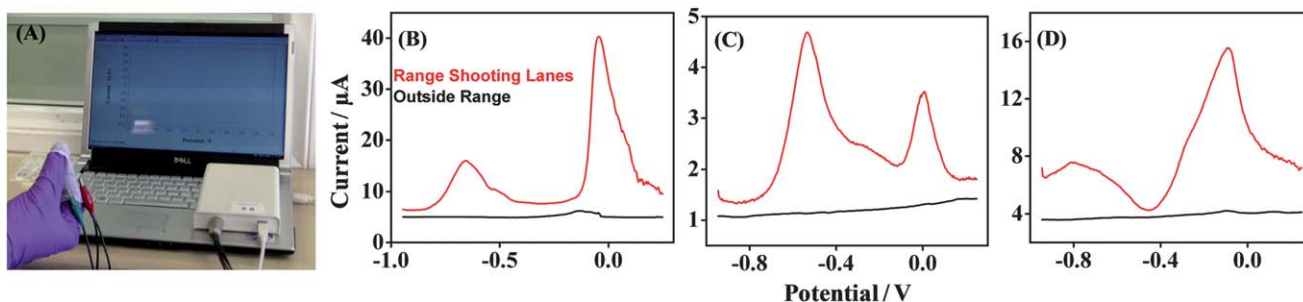 (A)
DELL
Potential / V
(B)
Range Shooting Lanes
Outside Range
Current / µA
40
30
20
10
0
-1.0
-0.5
0.0
(C)
5
4
3
2
1
-0.8
-0.4
0.0
(D)
16
12
8
4
-0.8
-0.4
0.0
Potential / V